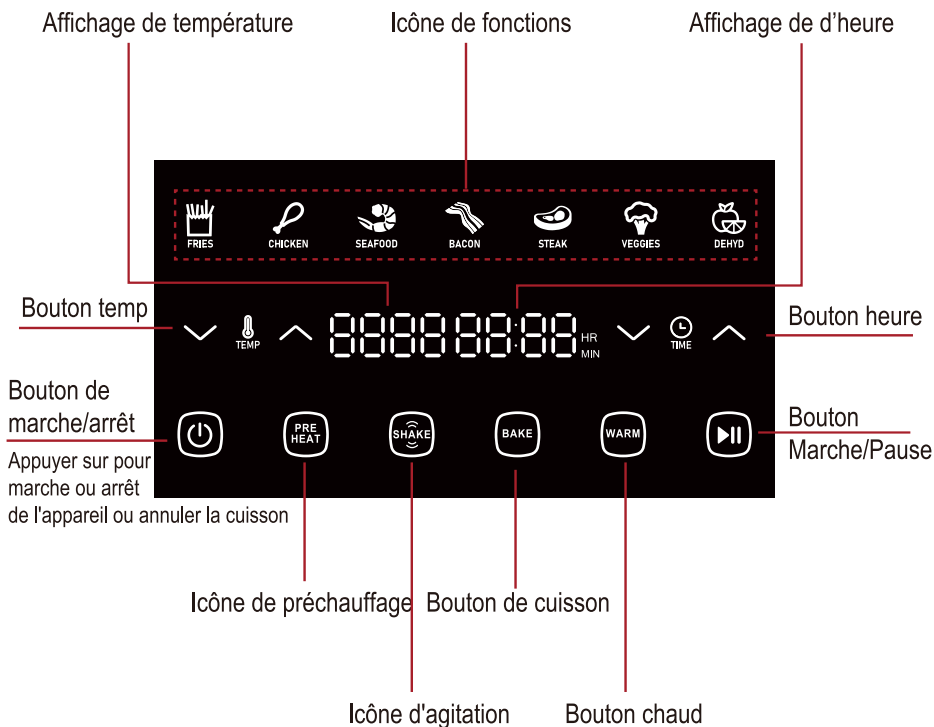 Affichage de température
Icône de fonctions
Affichage de d’heure
FRIES
CHICKEN
SEAFOOD
BACON
STEAK
VEGGIES
DEHYD
Bouton temp
TEMP
8888 88:88
HR
MIN
TIME
Bouton heure
Bouton de
marche/arrêt
Appuyer sur pour
marche ou arrêt
de l'appareil ou annuler la cuisson
PRE
HEAT
SHAKE
BAKE
WARM
Bouton
Marche/Pause
Icône de préchauffage
Bouton de cuisson
Icône d'agitation
Bouton chaud